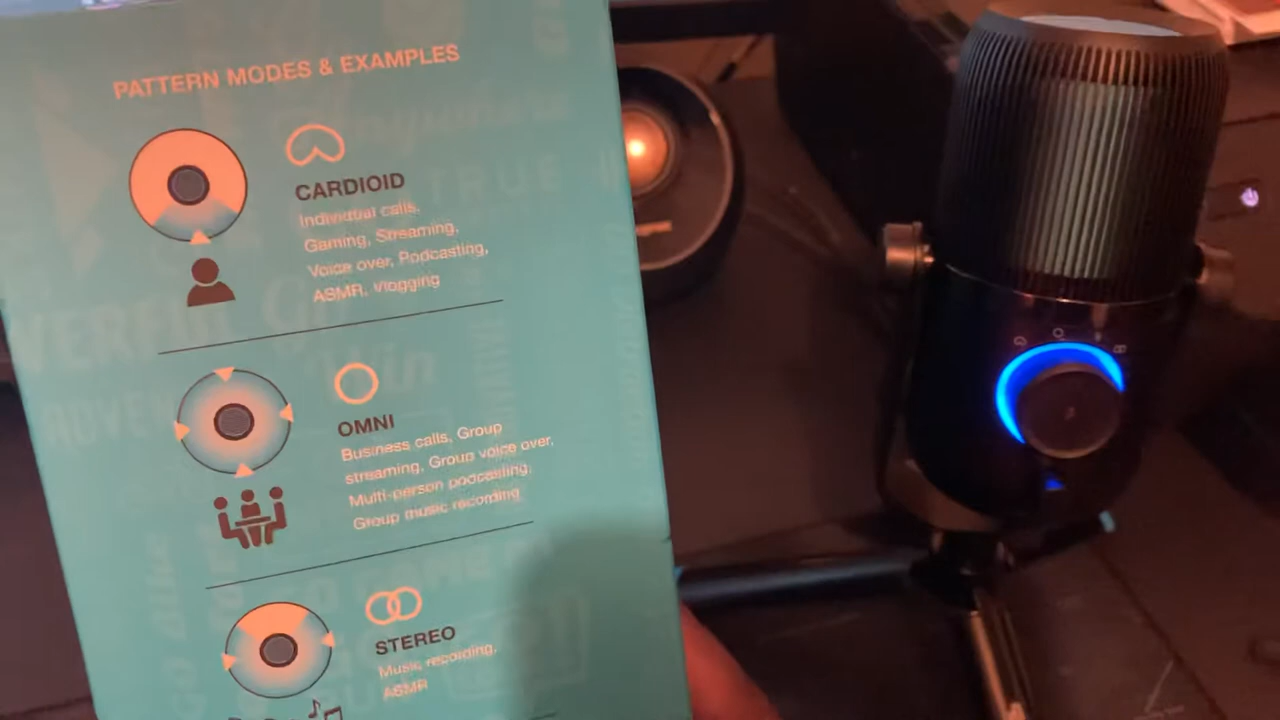 PATTERN MODES & EXAMPLES
CARDIOID
Individual calls,
Gaming, Streaming,
Voice over, Podcasting,
ASMR, Vlogging
OMNI
Business calls, Group
streaming, Group voice over,
Multi-person podcasting,
Group music recording
STEREO
Music recording,
ASMR